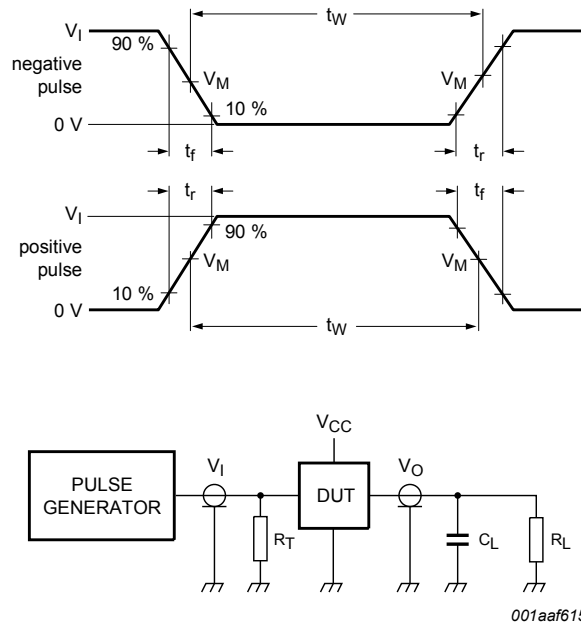 V_I
t_W
90 %
negative
pulse
V_M
V_M
10 %
0 V
t_f
t_r
t_r
t_f
V_I
90 %
positive
pulse
V_M
V_M
10 %
0 V
t_W
V_CC
PULSE
GENERATOR
V_I
DUT
V_O
R_T
C_L
R_L
001aaf615